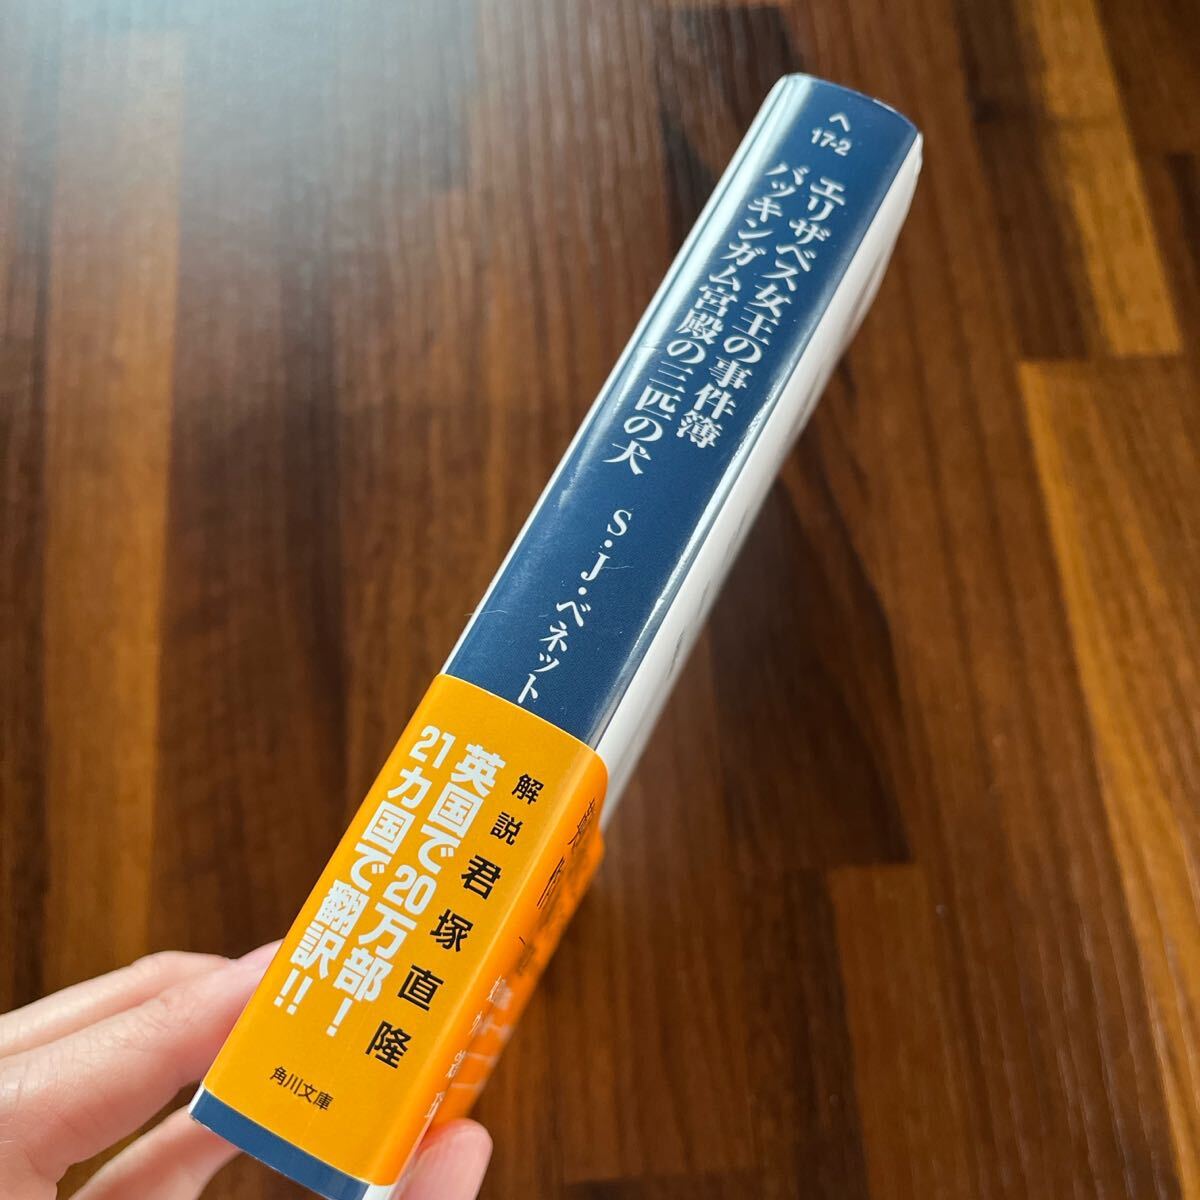 ヘ
17-2
エリザベス女王の事件簿
バッキンガム宮殿の三匹の犬
S・J・ベネット
解説 君塚直隆
英国で20万部！
21カ国で翻訳!!
角川文庫